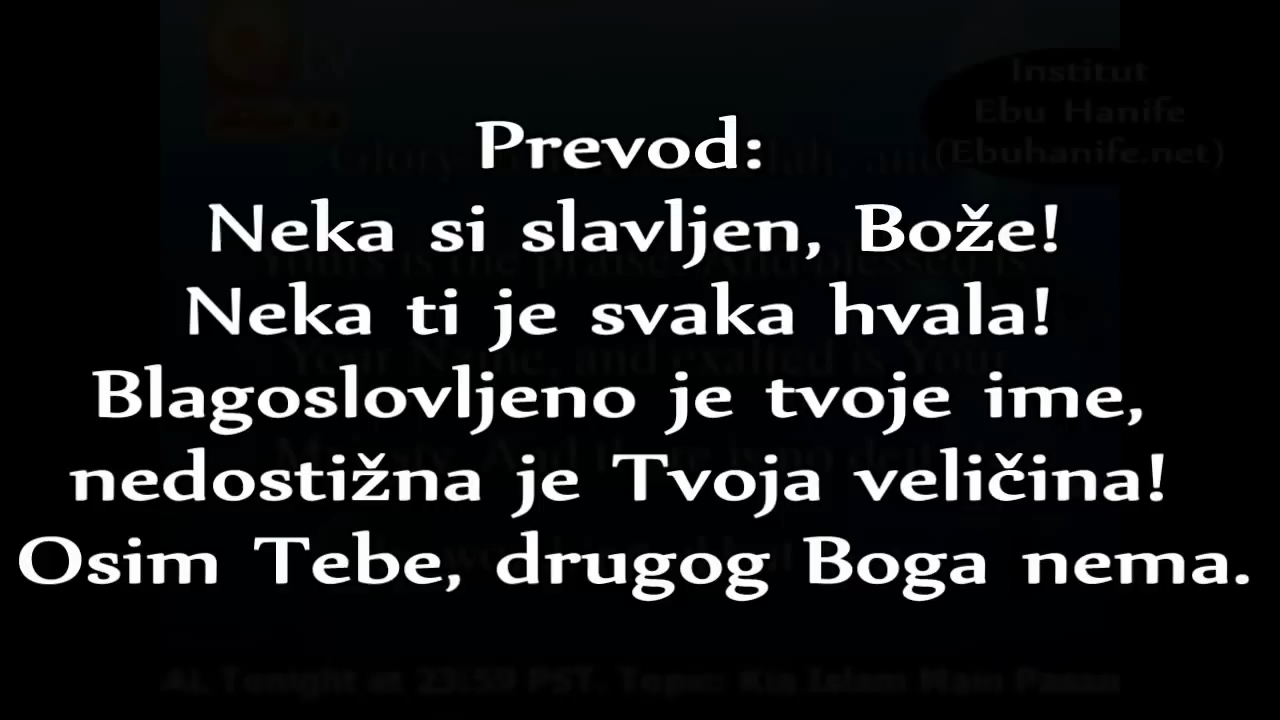 Institut
Ebu Hanife
(Ebuhanife.net)
Prevod:
Neka si slavljen, Bože!
Neka ti je svaka hvala!
Blagoslovljeno je tvoje ime,
nedostižna je Tvoja veličina!
Osim Tebe, drugog Boga nema.